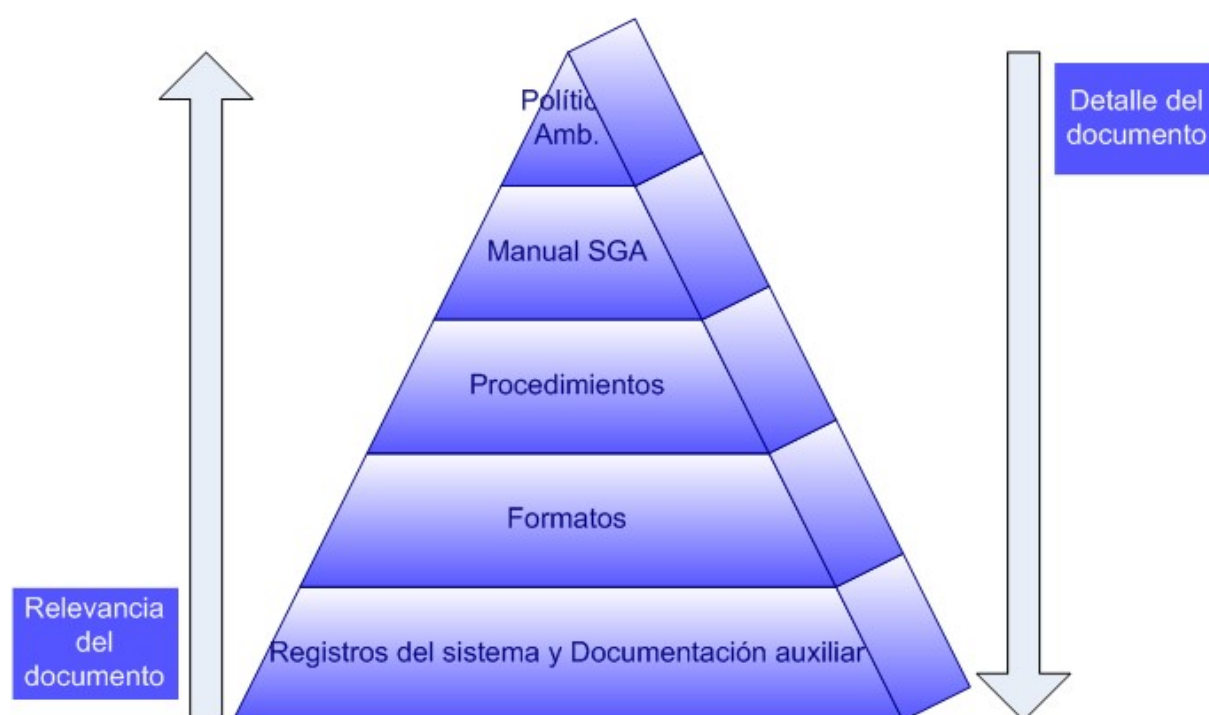 Polític
Amb.
Detalle del
documento
Manual SGA
Procedimientos
Formatos
Relevancia
del
documento
Registros del sistema y Documentación auxiliar